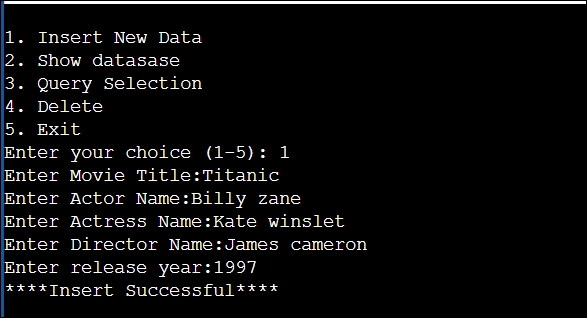 1. Insert New Data
2. Show datasase
3. Query Selection
4. Delete
5. Exit
Enter your choice (1-5): 1
Enter Movie Title:Titanic
Enter Actor Name:Billy zane
Enter Actress Name:Kate winslet
Enter Director Name:James cameron
Enter release year:1997
****Insert Successful****